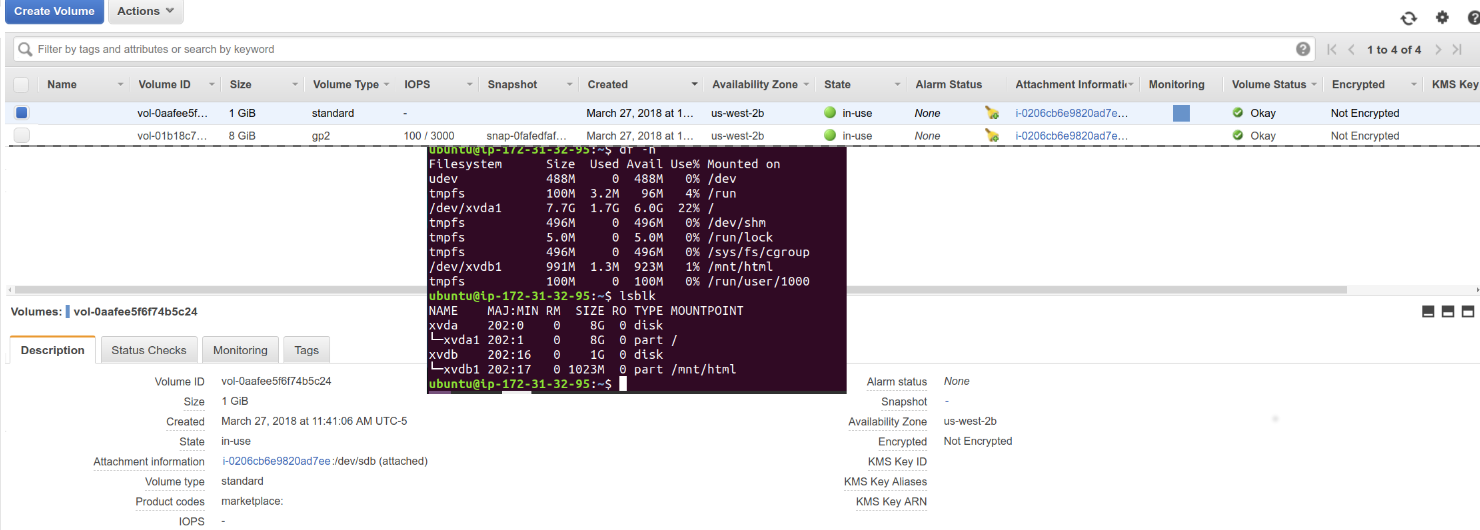 Create Volume Actions
Filter by tags and attributes or search by keyword 1 to 4 of 4
Name Volume ID Size Volume Type IOPS Snapshot Created Availability Zone State Alarm Status Attachment Informatic Monitoring Volume Status Encrypted KMS Key
vol-0aafee5f... 1 GiB standard - March 27, 2018 at 1... us-west-2b in-use None i-0206cb6e9820ad7e... Okay Not Encrypted
vol-01b18c7... 8 GiB gp2 100 / 3000 snap-0fafedfaf... March 27, 2018 at 1... us-west-2b in-use None i-0206cb6e9820ad7e... Okay Not Encrypted
ubuntu@ip-172-31-32-95:~$ df -h
Filesystem Size Used Avail Use% Mounted on
udev 488M 0 488M 0% /dev
tmpfs 100M 3.2M 96M 4% /run
/dev/xvda1 7.7G 1.7G 6.0G 22% /
tmpfs 496M 0 496M 0% /dev/shm
tmpfs 5.0M 0 5.0M 0% /run/lock
tmpfs 496M 0 496M 0% /sys/fs/cgroup
/dev/xvdb1 991M 1.3M 923M 1% /mnt/html
tmpfs 100M 0 100M 0% /run/user/1000
ubuntu@ip-172-31-32-95:~$ lsblk
NAME MAJ:MIN RM SIZE RO TYPE MOUNTPOINT
xvda 202:0 0 8G 0 disk
└─xvda1 202:1 0 8G 0 part /
xvdb 202:16 0 1G 0 disk
└─xvdb1 202:17 0 1023M 0 part /mnt/html
ubuntu@ip-172-31-32-95:~$
Volumes: vol-0aafee5f6f74b5c24
Description Status Checks Monitoring Tags
Volume ID vol-0aafee5f6f74b5c24
Size 1 GiB
Created March 27, 2018 at 11:41:06 AM UTC-5
State in-use
Attachment information i-0206cb6e9820ad7ee:/dev/sdb (attached)
Volume type standard
Product codes marketplace:
IOPS -
Alarm status None
Snapshot -
Availability Zone us-west-2b
Encrypted Not Encrypted
KMS Key ID
KMS Key Aliases
KMS Key ARN